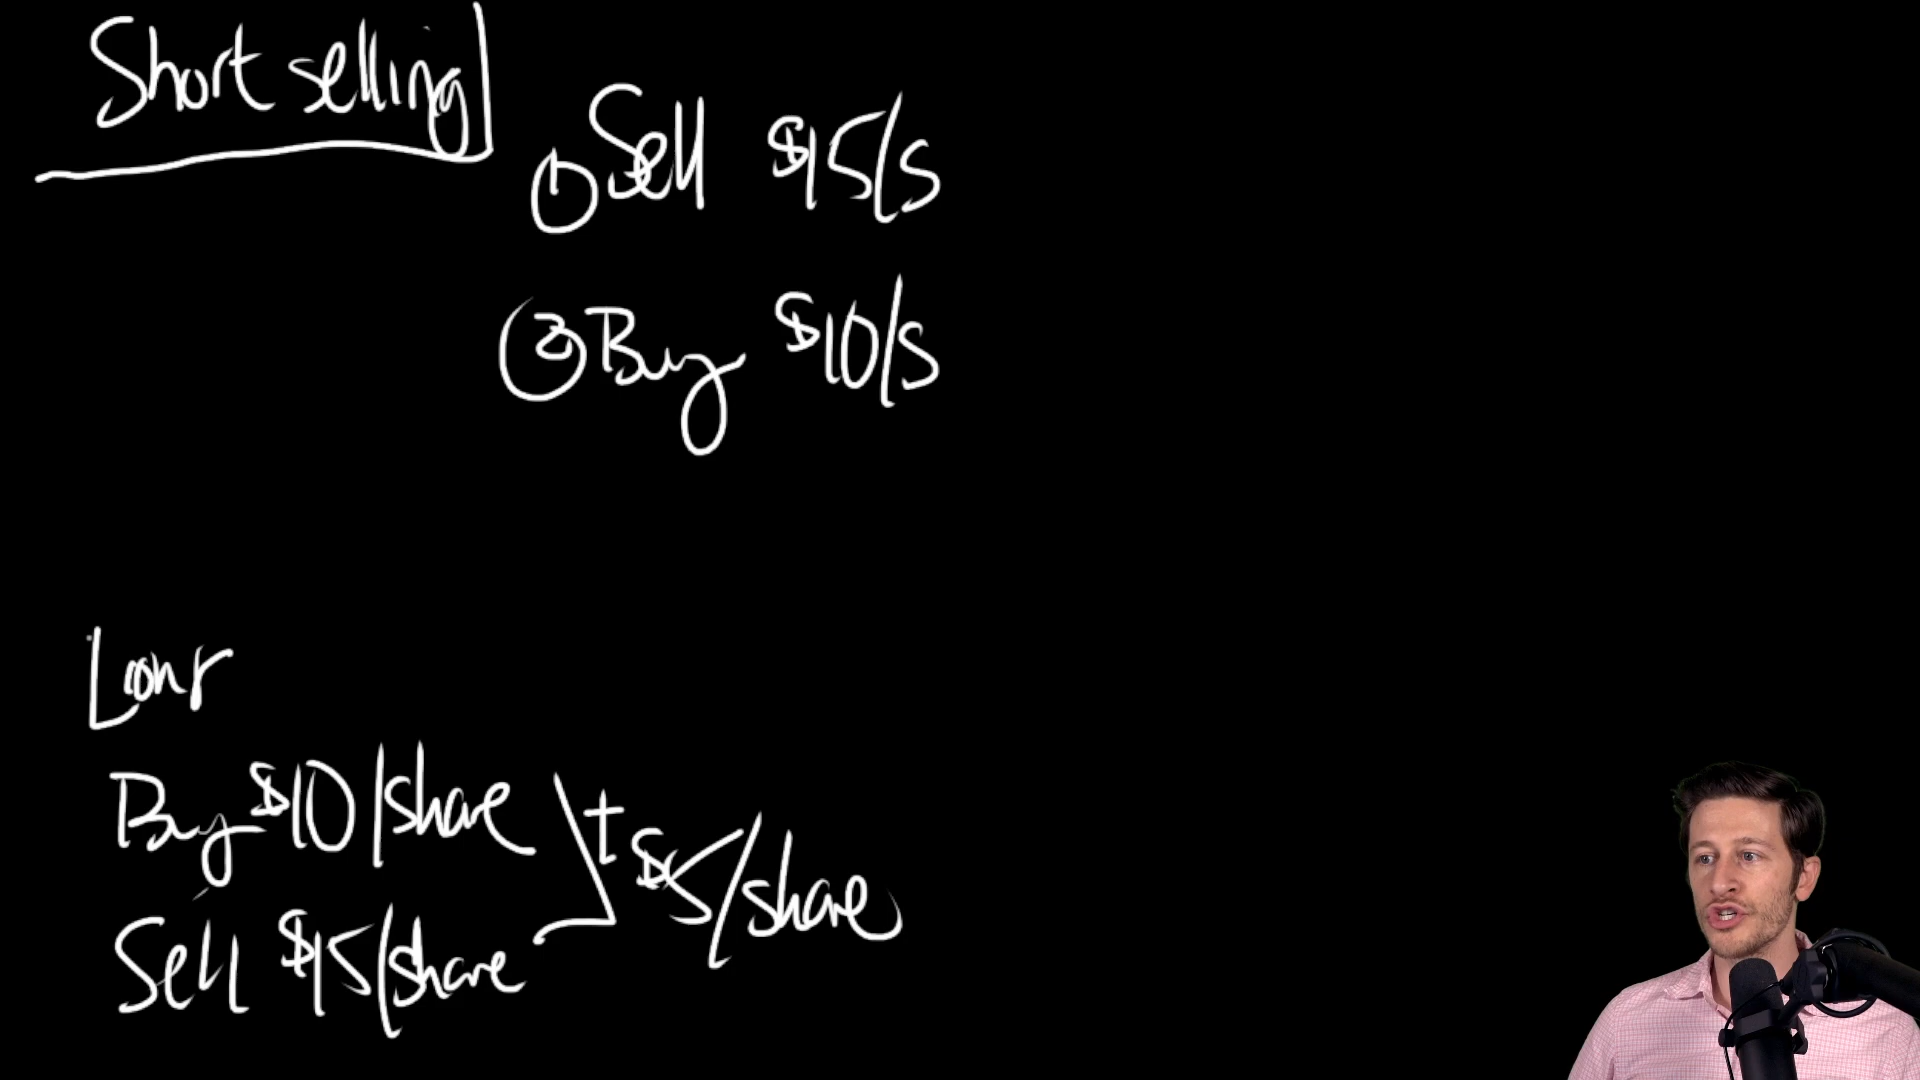 Short selling
① Sell $15/s
② Buy $10/s
Long
Buy $10/share
+ $5/share
Sell $15/share